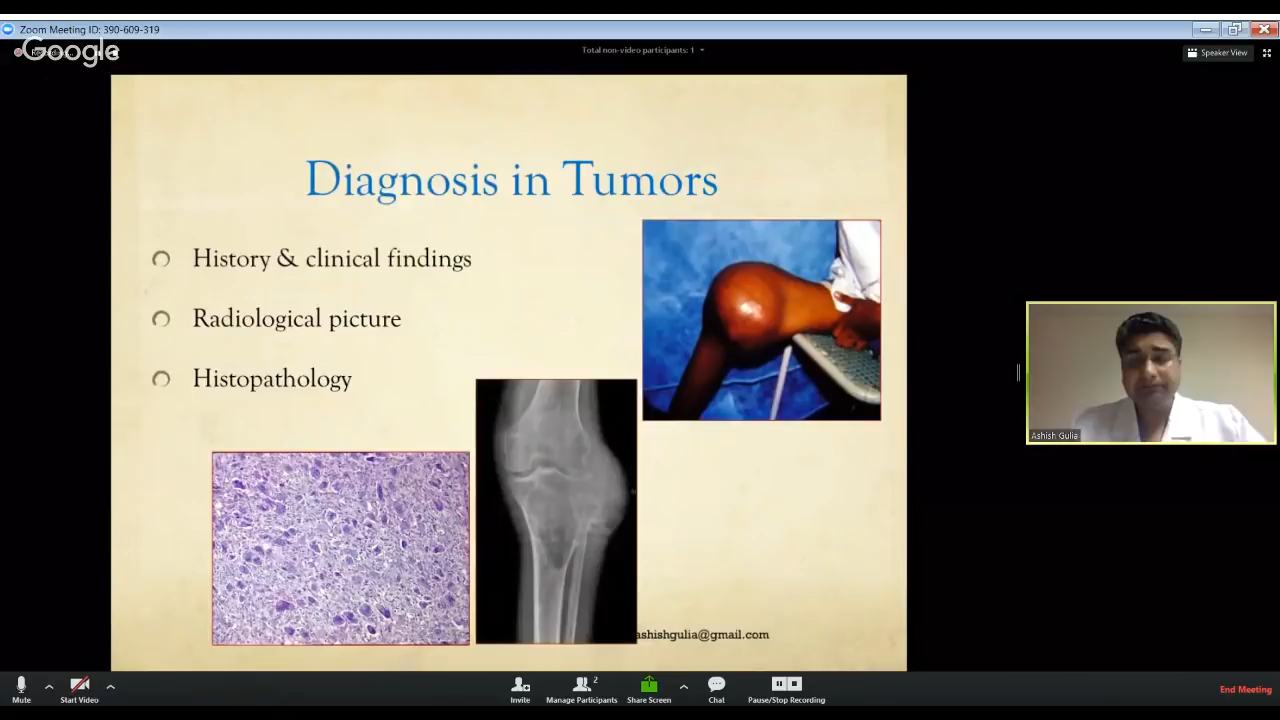 Zoom Meeting ID: 390-609-319
Google
Total non-video participants: 1
Speaker View
Diagnosis in Tumors
History & clinical findings
Radiological picture
Histopathology
Ashish Gulia
ashishgulia@gmail.com
2
Mute
Start Video
Invite
Manage Participants
Share Screen
Chat
Pause/Stop Recording
End Meeting